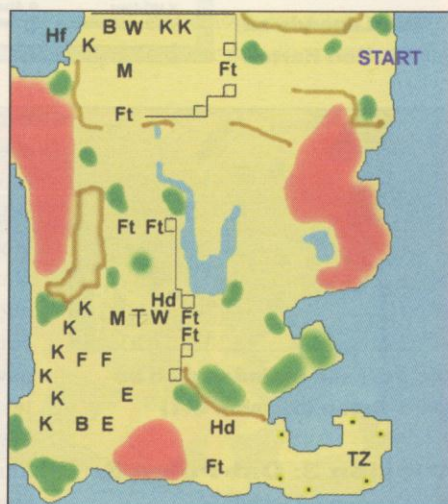 Hf B W K K
K
START
M Ft
Ft
Ft Ft
Hd
K
M T W Ft
K
Ft
K F F
K
E
K
K B E Hd
TZ
Ft